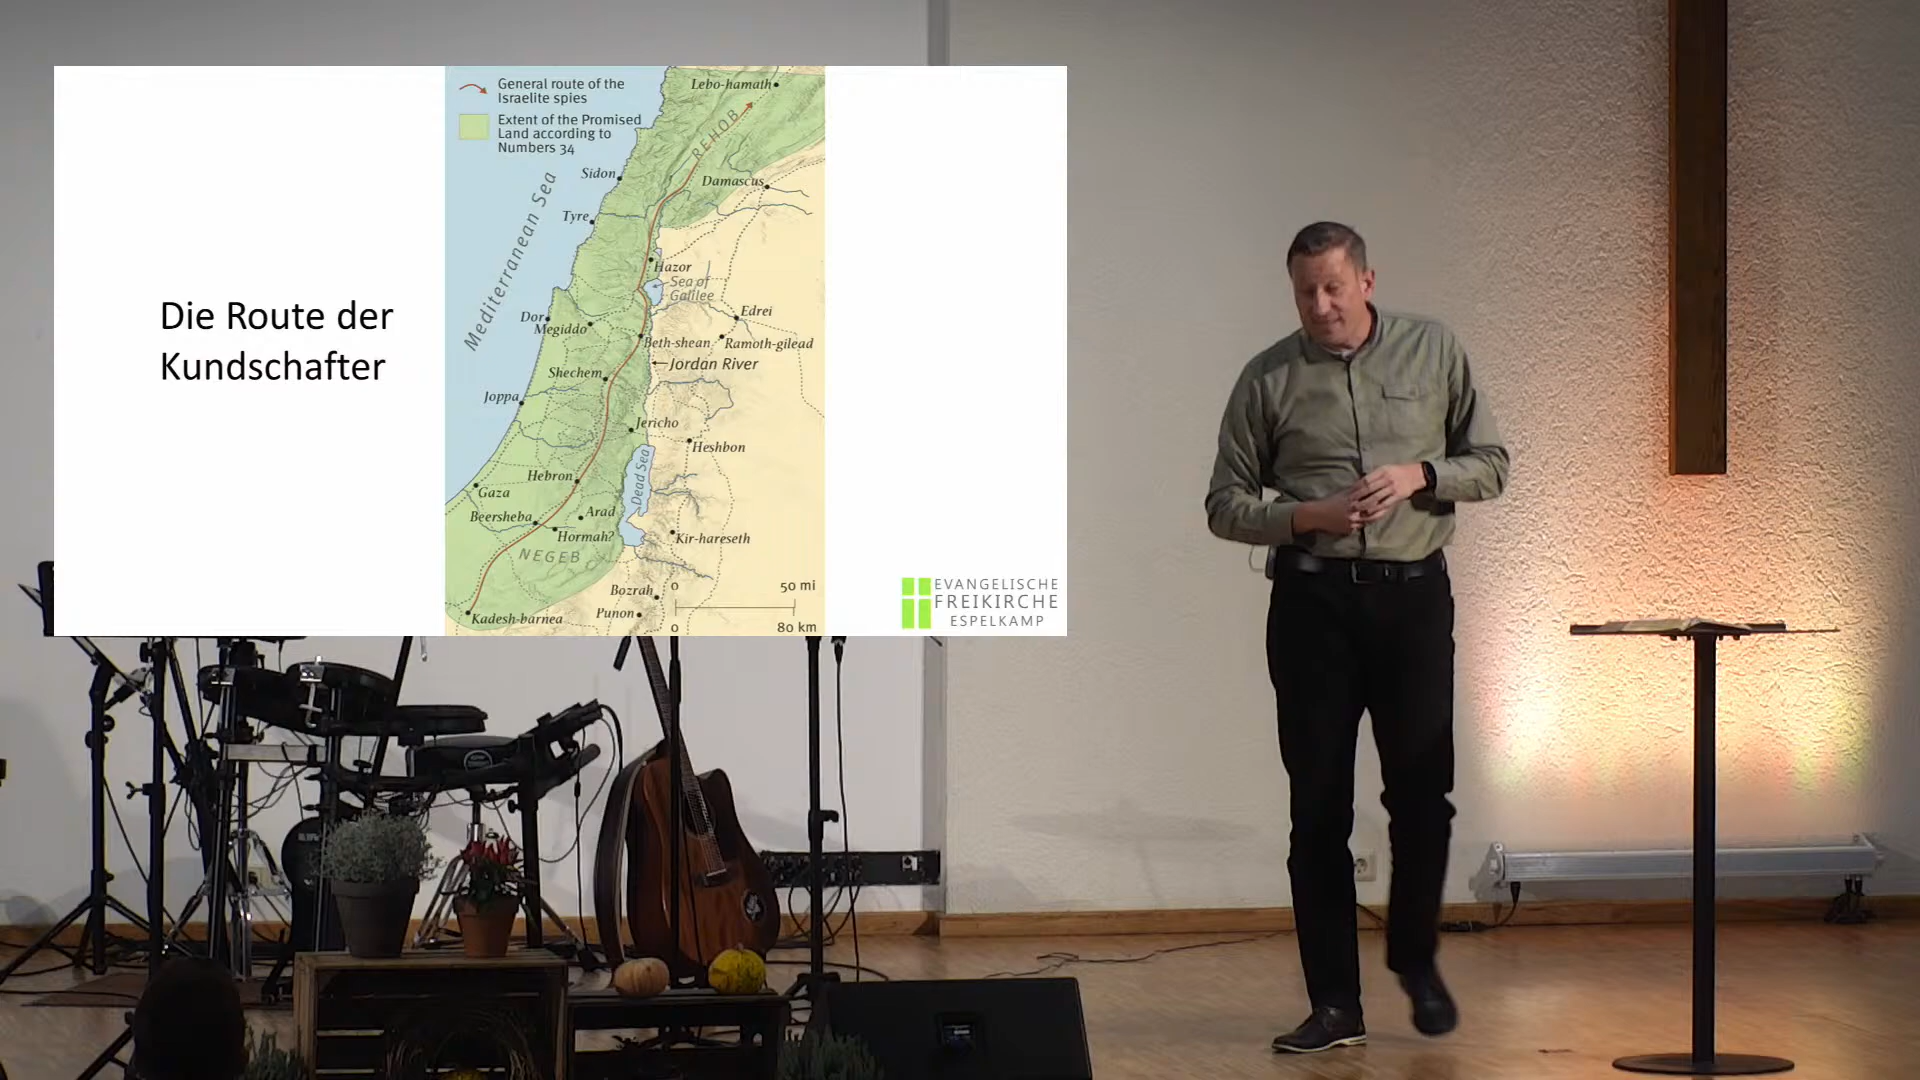 Die Route der
Kundschafter
General route of the
Israelite spies
Extent of the Promised
Land according to
Numbers 34
Lebo-hamath
REHOB
Sidon
Damascus
Mediterranean Sea
Tyre
Hazor
Sea of
Galilee
Dor
Megiddo
Edrei
Beth-shean
Ramoth-gilead
Jordan River
Shechem
Joppa
Jericho
Heshbon
Hebron
Dead Sea
Gaza
Beersheba
Arad
Hormah?
Kir-hareseth
NEGEB
Bozrah
0
50 mi
Punon
Kadesh-barnea
0
80 km
EVANGELISCHE
FREIKIRCHE
ESPELKAMP